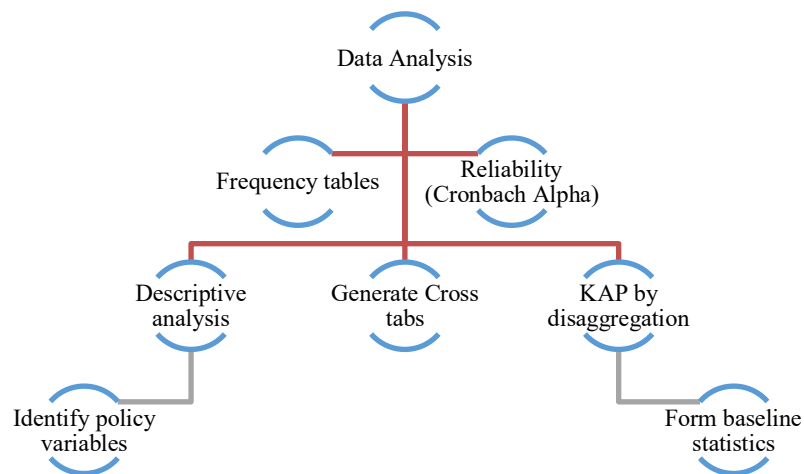 Data Analysis
Frequency tables
Reliability
(Cronbach Alpha)
Descriptive
analysis
Generate Cross
tabs
KAP by
disaggregation
Identify policy
variables
Form baseline
statistics